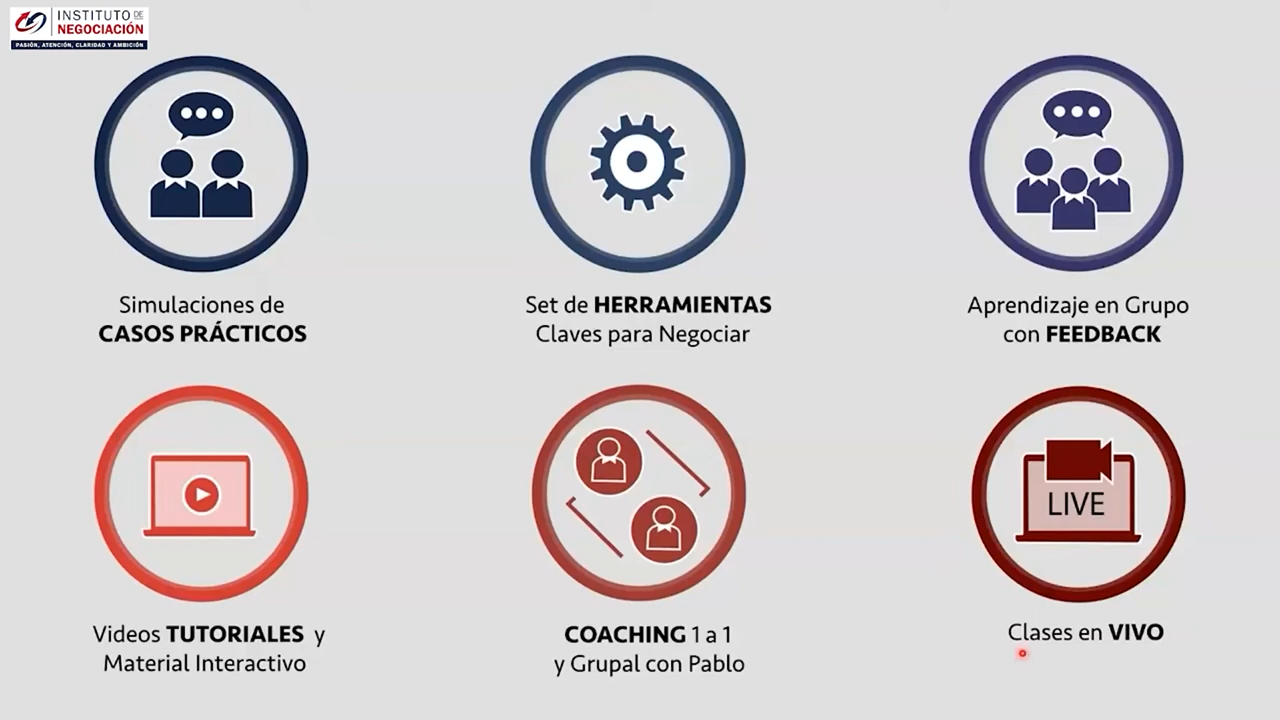 INSTITUTO DE
NEGOCIACIÓN
PASIÓN, ATENCIÓN, CLARIDAD Y AMBICIÓN
Simulaciones de
CASOS PRÁCTICOS
Set de HERRAMIENTAS
Claves para Negociar
Aprendizaje en Grupo
con FEEDBACK
Videos TUTORIALES y
Material Interactivo
COACHING 1 a 1
y Grupal con Pablo
LIVE
Clases en VIVO